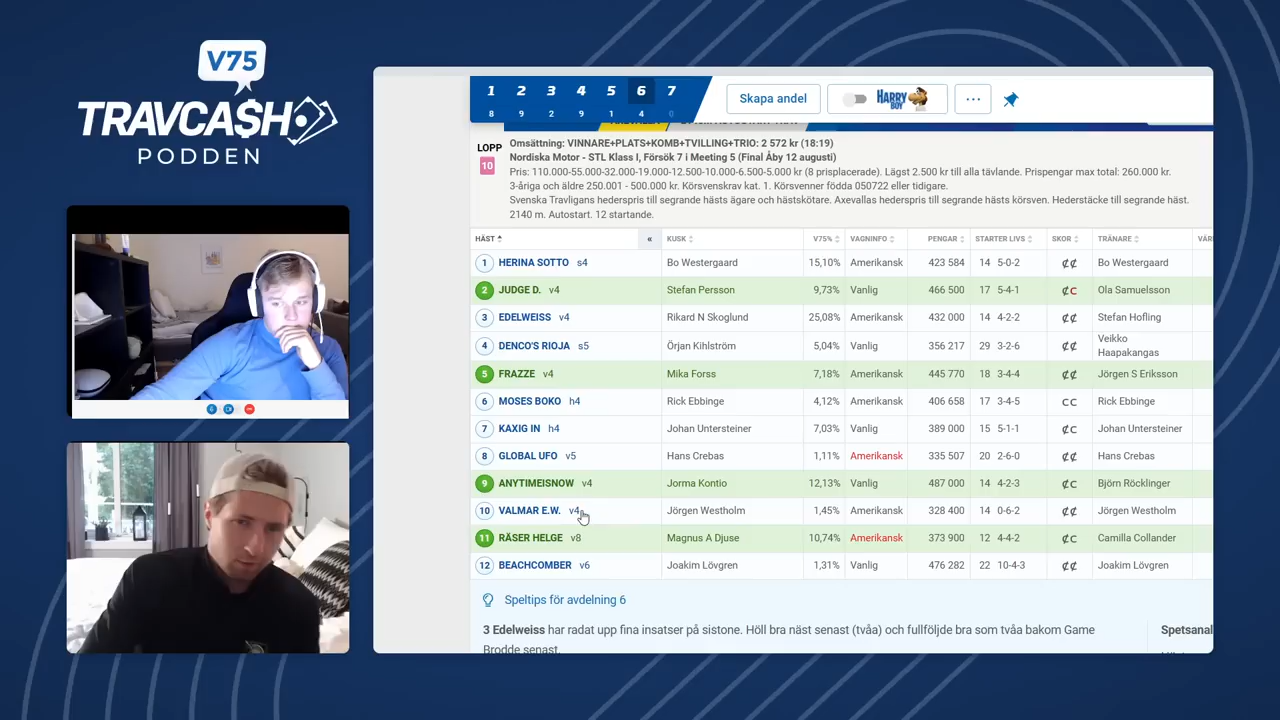 V75
TRAVCA$H
PODDEN
1 2 3 4 5 6 7
8 9 2 9 1 4 0
Skapa andel
HARRY BOY
LOPP
10
Omsättning: VINNARE+PLATS+KOMB+TVILLING+TRIO: 2 572 kr (18:19)
Nordiska Motor - STL Klass I, Försök 7 i Meeting 5 (Final Åby 12 augusti)
Pris: 110.000-55.000-32.000-19.000-12.500-10.000-6.500-5.000 kr (8 prisplacerade). Lägst 2.500 kr till alla tävlande. Prispengar max total: 260.000 kr.
3-åriga och äldre 250.001 - 500.000 kr. Körsvenskrav kat. 1. Körsvenner födda 050722 eller tidigare.
Svenska Travligans hederspris till segrande hästs ägare och hästskötare. Axevallas hederspris till segrande hästs körsven. Hederstäcke till segrande häst.
2140 m. Autostart. 12 startande.
HÄST « KUSK V75% VAGNINFO PENGAR STARTER LIVS SKOR TRÄNARE VÄR
1 HERINA SOTTO s4 Bo Westergaard 15,10% Amerikansk 423 584 14 5-0-2 ȼȼ Bo Westergaard
2 JUDGE D. v4 Stefan Persson 9,73% Vanlig 466 500 17 5-4-1 ȼc Ola Samuelsson
3 EDELWEISS v4 Rikard N Skoglund 25,08% Vanlig 432 000 14 4-2-2 ȼȼ Stefan Hofling
4 DENCO'S RIOJA s5 Örjan Kihlström 5,04% Vanlig 356 217 29 3-2-6 ȼȼ Veikko Haapakangas
5 FRAZZE v4 Mika Forss 7,18% Amerikansk 445 770 18 3-4-4 ȼȼ Jörgen S Eriksson
6 MOSES BOKO h4 Rick Ebbinge 4,12% Amerikansk 406 658 17 3-4-5 cc Rick Ebbinge
7 KAXIG IN h4 Johan Untersteiner 7,03% Vanlig 389 000 15 5-1-1 ȼc Johan Untersteiner
8 GLOBAL UFO v5 Hans Crebas 1,11% Amerikansk 335 507 20 2-6-0 ȼȼ Hans Crebas
9 ANYTIMEISNOW v4 Jorma Kontio 12,13% Vanlig 487 000 14 4-2-3 ȼc Björn Röcklinger
10 VALMAR E.W. v4 Jörgen Westholm 1,45% Amerikansk 328 400 14 0-6-2 ȼȼ Jörgen Westholm
11 RÄSER HELGE v8 Magnus A Djuse 10,74% Amerikansk 373 900 12 4-4-2 ȼc Camilla Collander
12 BEACHCOMBER v6 Joakim Lövgren 1,31% Vanlig 476 282 22 10-4-3 ȼȼ Joakim Lövgren
Speltips för avdelning 6
3 Edelweiss har radat upp fina insatser på sistone. Höll bra näst senast (tvåa) och fullföljde bra som tvåa bakom Game
Brodde senast.
Spetsanal